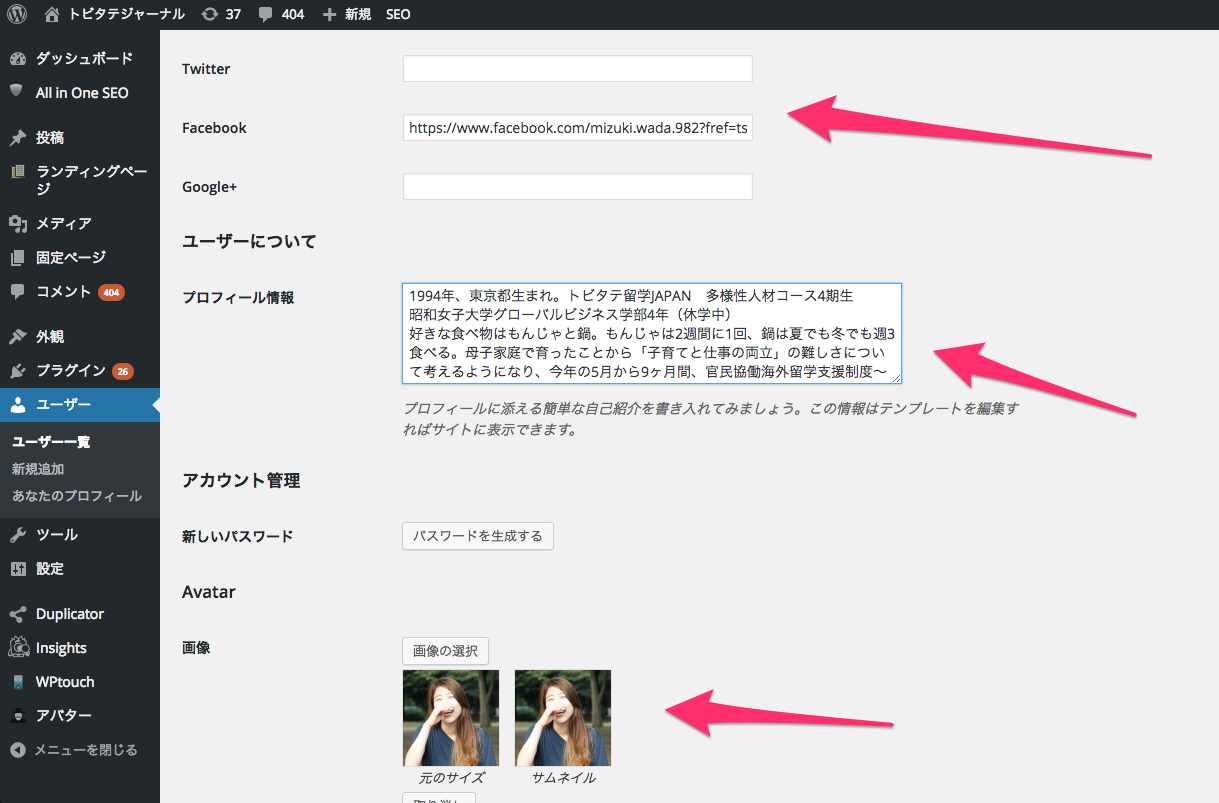 トビタテジャーナル 37 404 新規 SEO
ダッシュボード
All in One SEO
投稿
ランディングペー
ジ
メディア
固定ページ
コメント 404
外観
プラグイン 26
ユーザー
ユーザー一覧
新規追加
あなたのプロフィール
ツール
設定
Duplicator
Insights
WPtouch
アバター
メニューを閉じる
Twitter
Facebook https://www.facebook.com/mizuki.wada.982?fref=ts
Google+
ユーザーについて
プロフィール情報
1994年、東京都生まれ。トビタテ留学JAPAN　多様性人材コース4期生
昭和女子大学グローバルビジネス学部4年（休学中）
好きな食べ物はもんじゃと鍋。もんじゃは2週間に1回、鍋は夏でも冬でも週3
食べる。母子家庭で育ったことから「子育てと仕事の両立」の難しさについ
て考えるようになり、今年の5月から9ヶ月間、官民協働海外留学支援制度〜
プロフィールに添える簡単な自己紹介を書き入れてみましょう。この情報はテンプレートを編集す
ればサイトに表示できます。
アカウント管理
新しいパスワード パスワードを生成する
Avatar
画像 画像の選択
元のサイズ サムネイル
取り消し